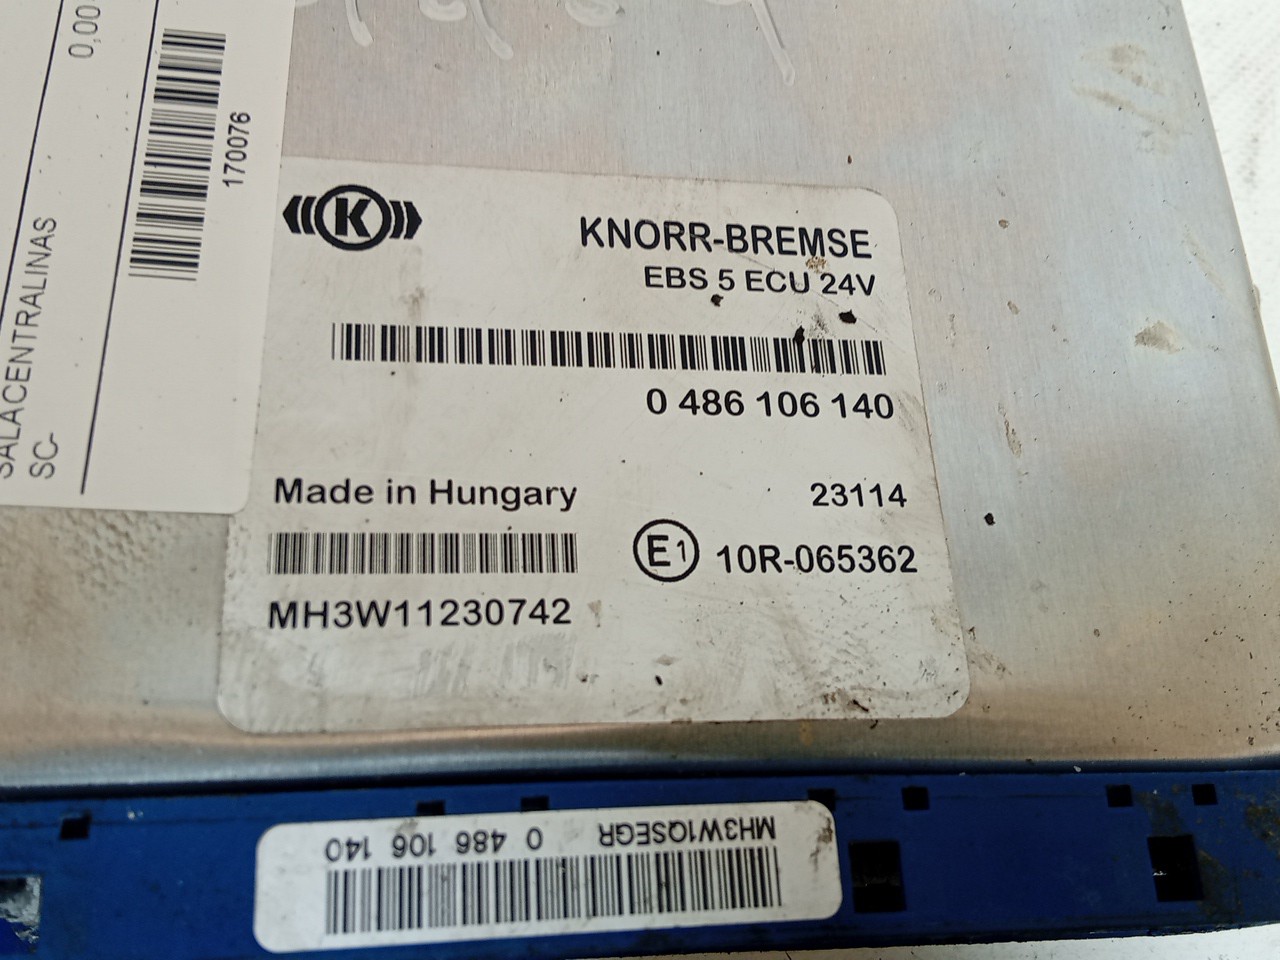 0,00
170076
SALACENTRALINAS
SC-
K
KNORR-BREMSE
EBS 5 ECU 24V
0 486 106 140
Made in Hungary
23114
E1 10R-065362
MH3W11230742
MH3W1QSEGR 0 486 106 140